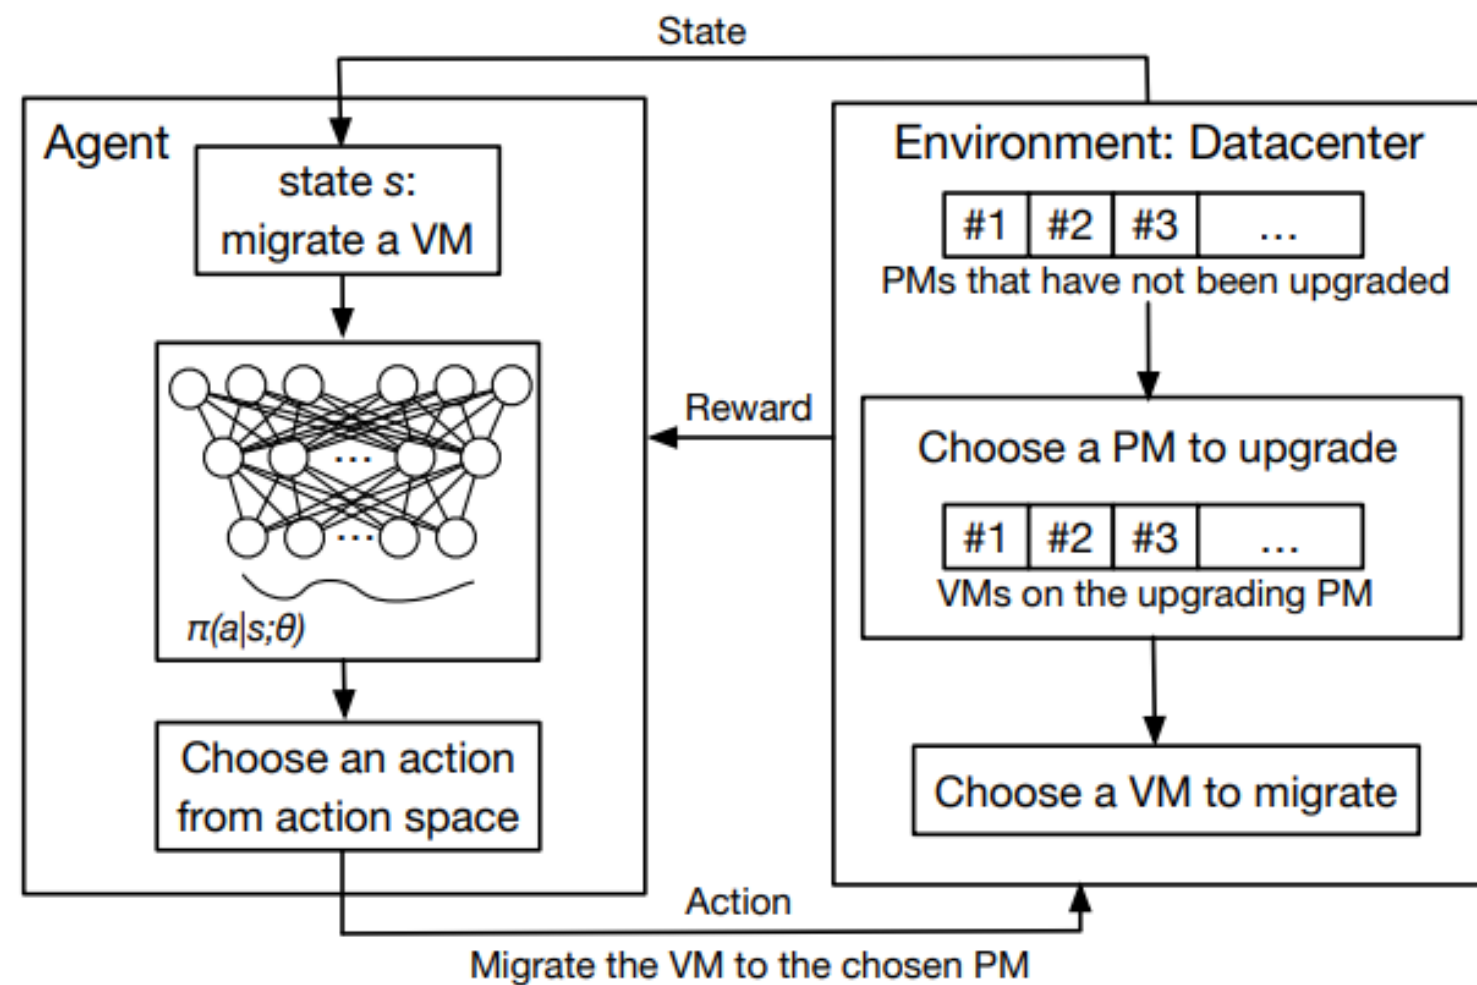 State
Agent
state s:
migrate a VM
...
...
π(a|s;θ)
Choose an action
from action space
Reward
Environment: Datacenter
#1 #2 #3 ...
PMs that have not been upgraded
Choose a PM to upgrade
#1 #2 #3 ...
VMs on the upgrading PM
Choose a VM to migrate
Action
Migrate the VM to the chosen PM